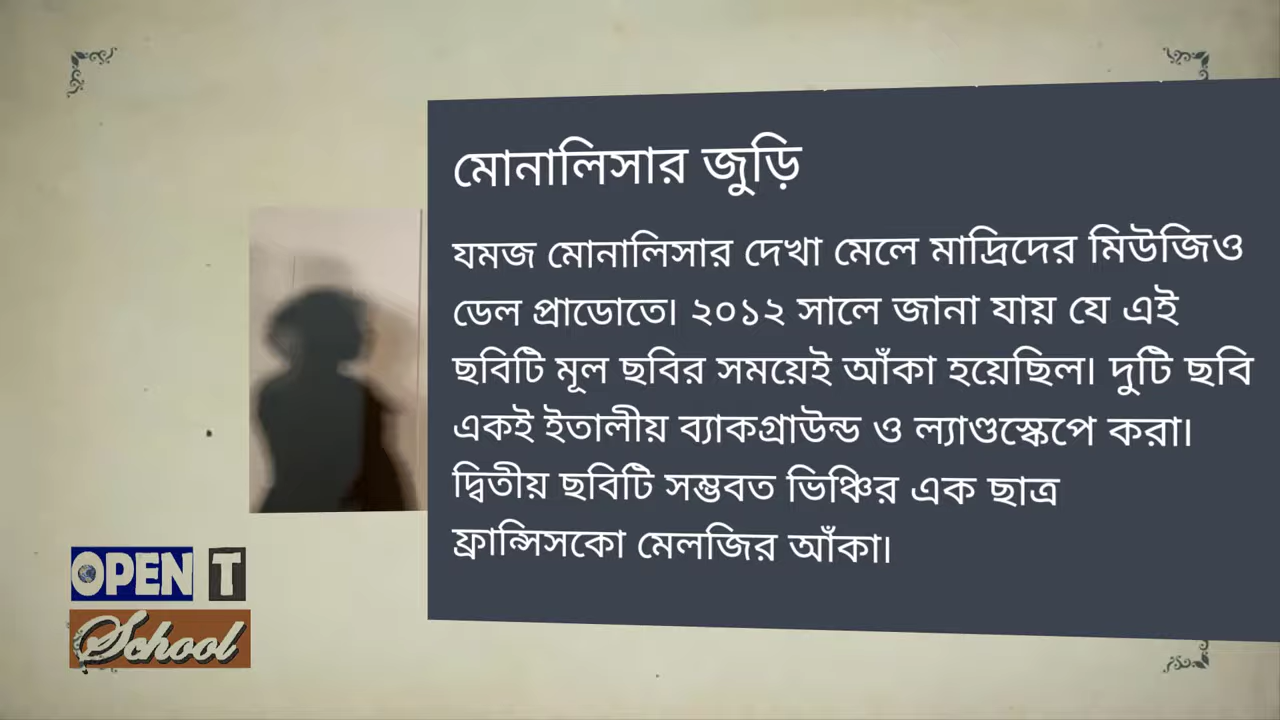 মোনালিসার জুড়ি
যমজ মোনালিসার দেখা মেলে মাদ্রিদের মিউজিও
ডেল প্রাডোতে। ২০১২ সালে জানা যায় যে এই
ছবিটি মূল ছবির সময়েই আঁকা হয়েছিল। দুটি ছবি
একই ইতালীয় ব্যাকগ্রাউন্ড ও ল্যাণ্ডস্কেপে করা।
দ্বিতীয় ছবিটি সম্ভবত ভিঞ্চির এক ছাত্র
ফ্রান্সিসকো মেলজির আঁকা।
OPEN T
School